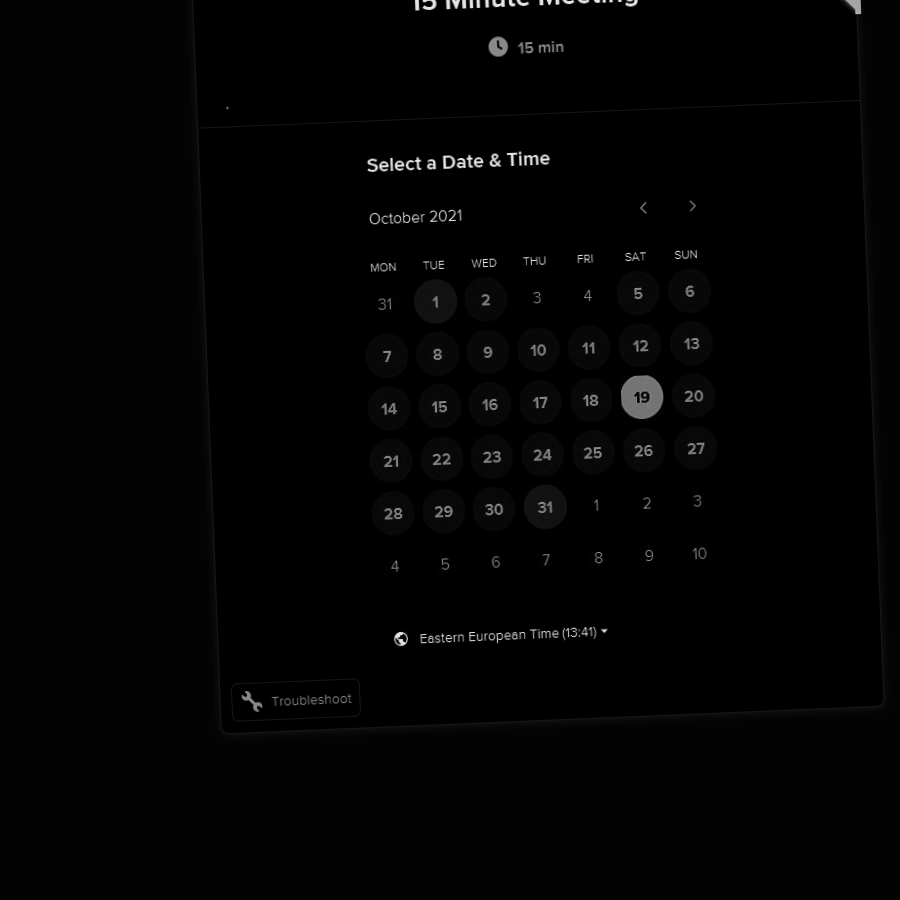 15 Minute Meeting
15 min
Select a Date & Time
October 2021
MON TUE WED THU FRI SAT SUN
31 1 2 3 4 5 6
7 8 9 10 11 12 13
14 15 16 17 18 19 20
21 22 23 24 25 26 27
28 29 30 31 1 2 3
4 5 6 7 8 9 10
Eastern European Time (13:41)
Troubleshoot